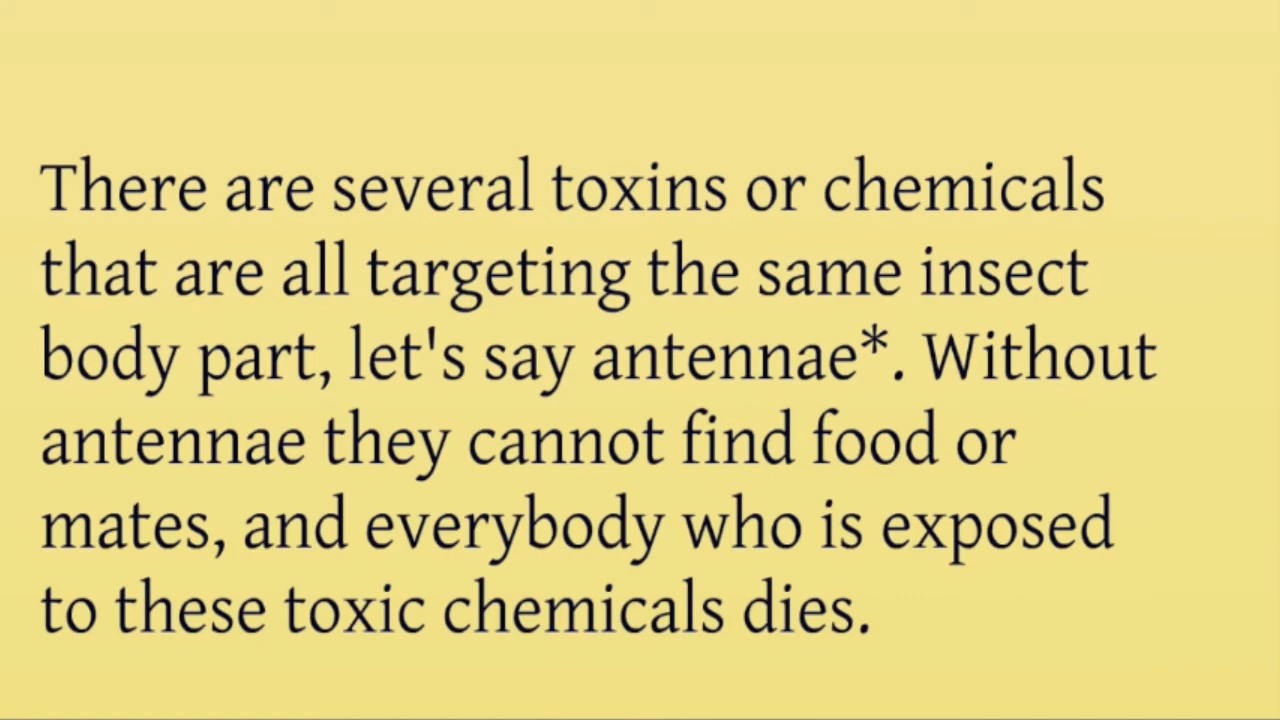 There are several toxins or chemicals
that are all targeting the same insect
body part, let's say antennae*. Without
antennae they cannot find food or
mates, and everybody who is exposed
to these toxic chemicals dies.